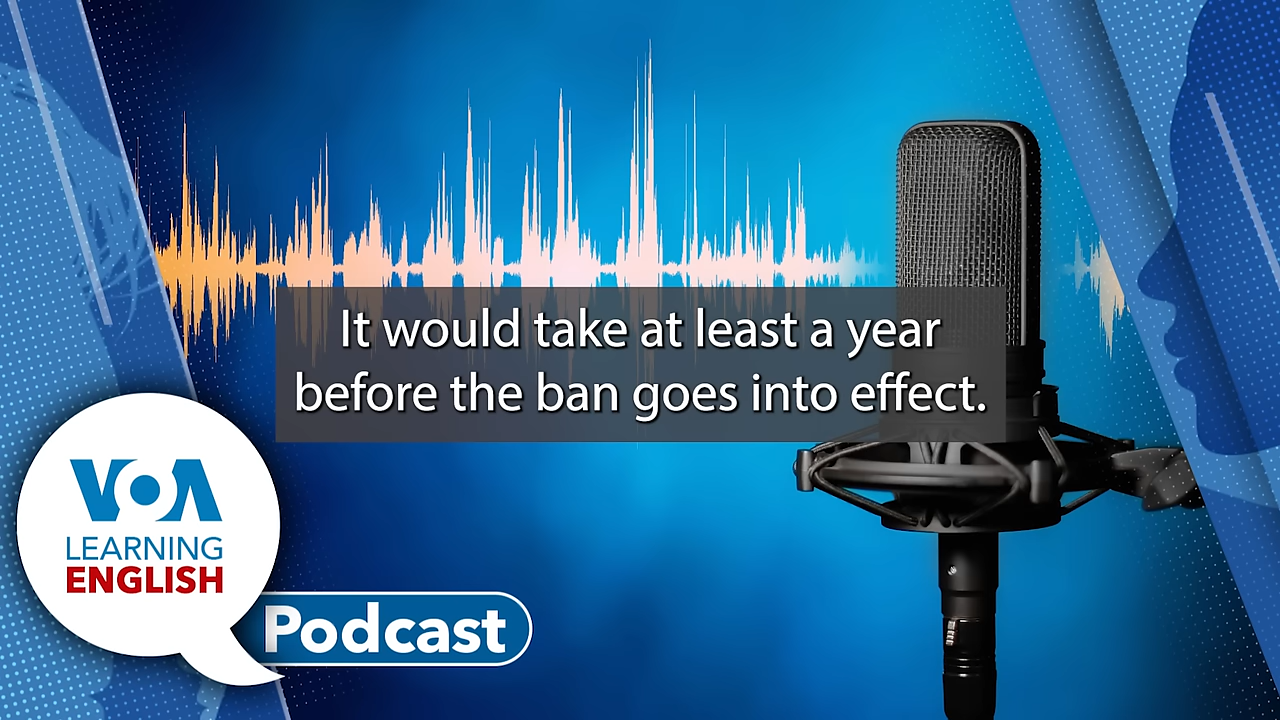 It would take at least a year
before the ban goes into effect.
VOA
LEARNING
ENGLISH
Podcast